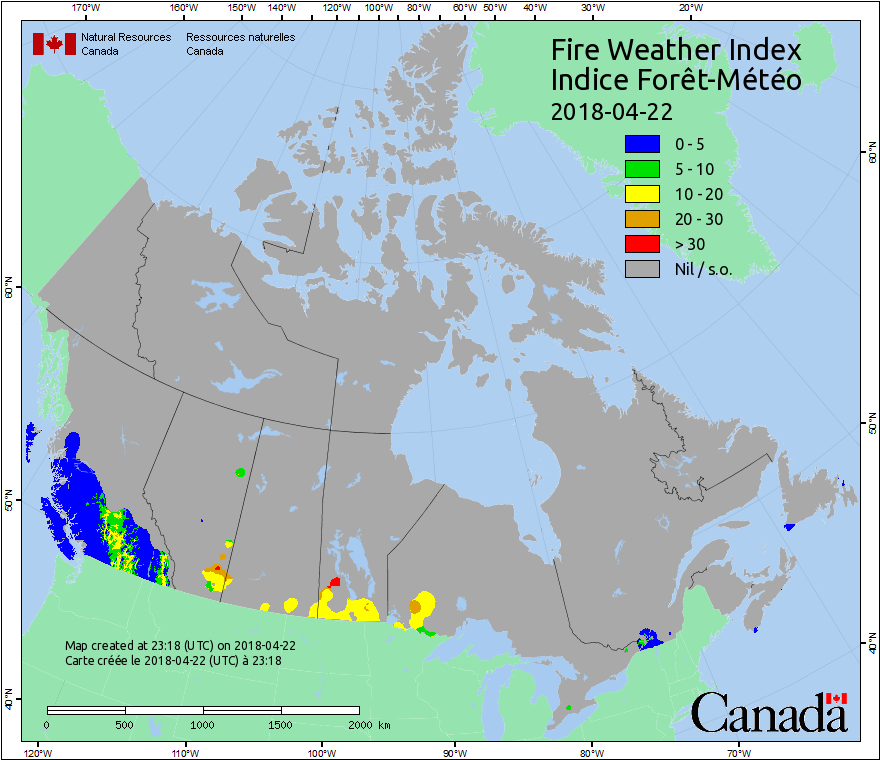 170°W 160°W 150°W 140°W 130°W 120°W 110°W 100°W 90°W 80°W 60°W 50°W 40°W 30°W 20°W
Natural Resources Ressources naturelles
Canada Canada
Fire Weather Index
Indice Forêt-Météo
2018-04-22
0 - 5
5 - 10
10 - 20
20 - 30
> 30
Nil / s.o.
60°N
60°N
50°N
50°N
40°N
40°N
Map created at 23:18 (UTC) on 2018-04-22
Carte créée le 2018-04-22 (UTC) à 23:18
0 500 1000 1500 2000 km
Canada
120°W 110°W 100°W 90°W 80°W 70°W